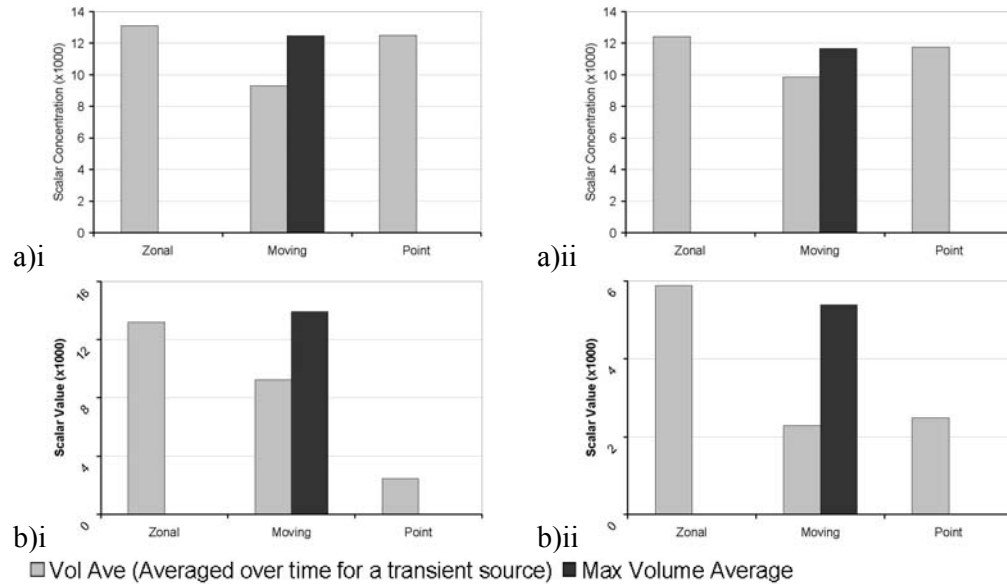 Scalar Concentration (x1000)
14
12
10
8
6
4
2
0
Zonal Moving Point
a)i
Scalar Concentration (x1000)
14
12
10
8
6
4
2
0
Zonal Moving Point
a)ii
Scalar Value (x1000)
16
12
8
4
0
Zonal Moving Point
b)i
Scalar Value (x1000)
6
4
2
0
Zonal Moving Point
b)ii
Vol Ave (Averaged over time for a transient source) Max Volume Average